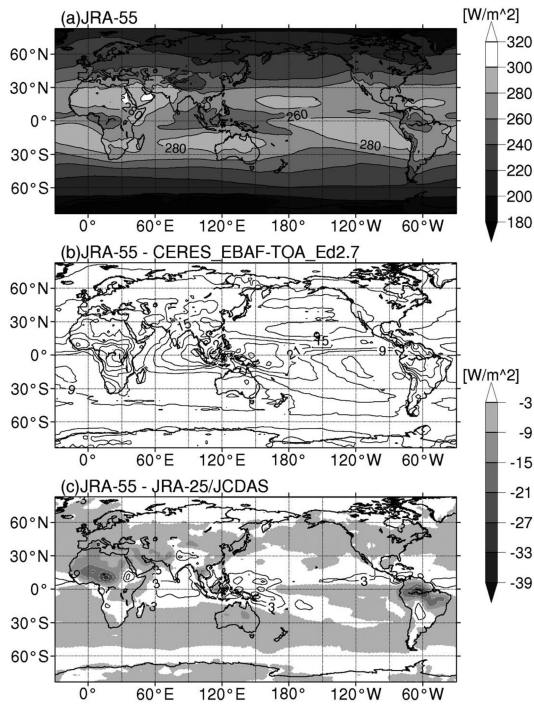 (a)JRA-55
[W/m^2]
60°N
30°N
0°
30°S
60°S
260
280
280
0°
60°E
120°E
180°
120°W
60°W
320
300
280
260
240
220
200
180
(b)JRA-55 - CERES_EBAF-TOA_Ed2.7
60°N
30°N
0°
30°S
60°S
15
15
21
9
9
0°
60°E
120°E
180°
120°W
60°W
[W/m^2]
-3
-9
-15
-21
-27
-33
-39
(c)JRA-55 - JRA-25/JCDAS
60°N
30°N
0°
30°S
60°S
3
3
3
3
0°
60°E
120°E
180°
120°W
60°W